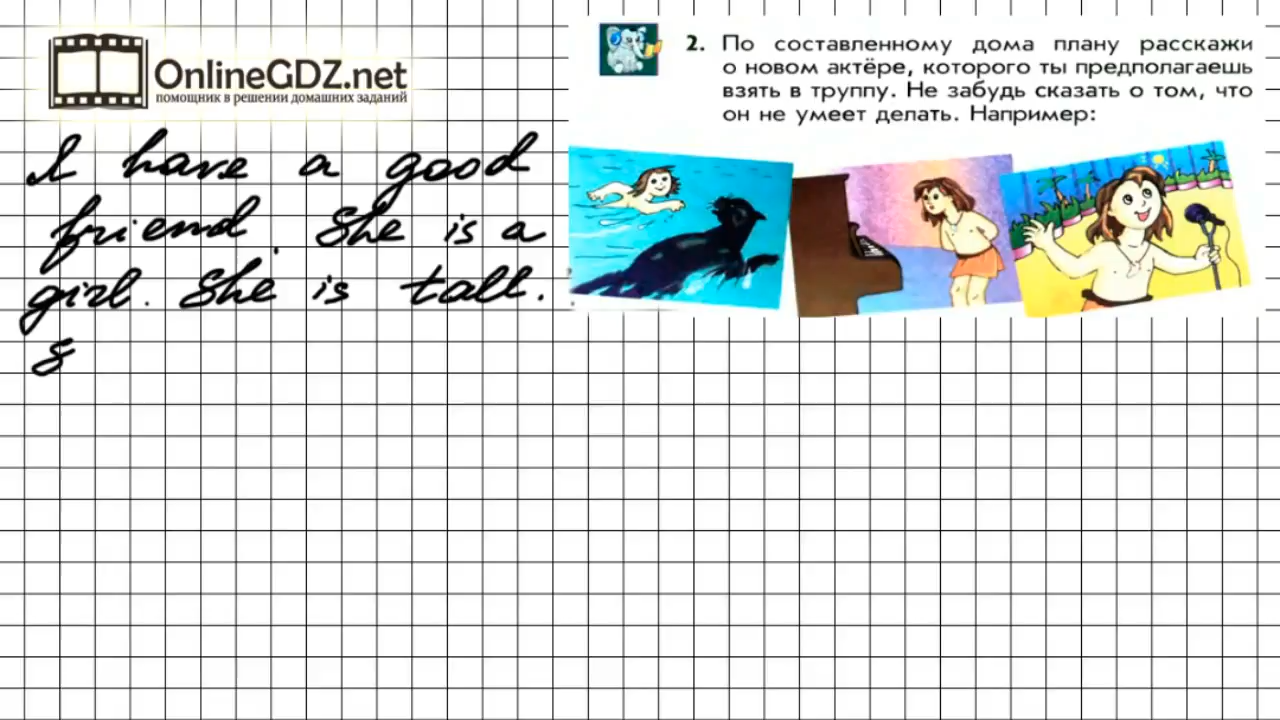 OnlineGDZ.net
помощник в решении домашних заданий
I have a good
friend. She is a
girl. She is tall.
S
2. По составленному дома плану расскажи
о новом актёре, которого ты предполагаешь
взять в труппу. Не забудь сказать о том, что
он не умеет делать. Например: